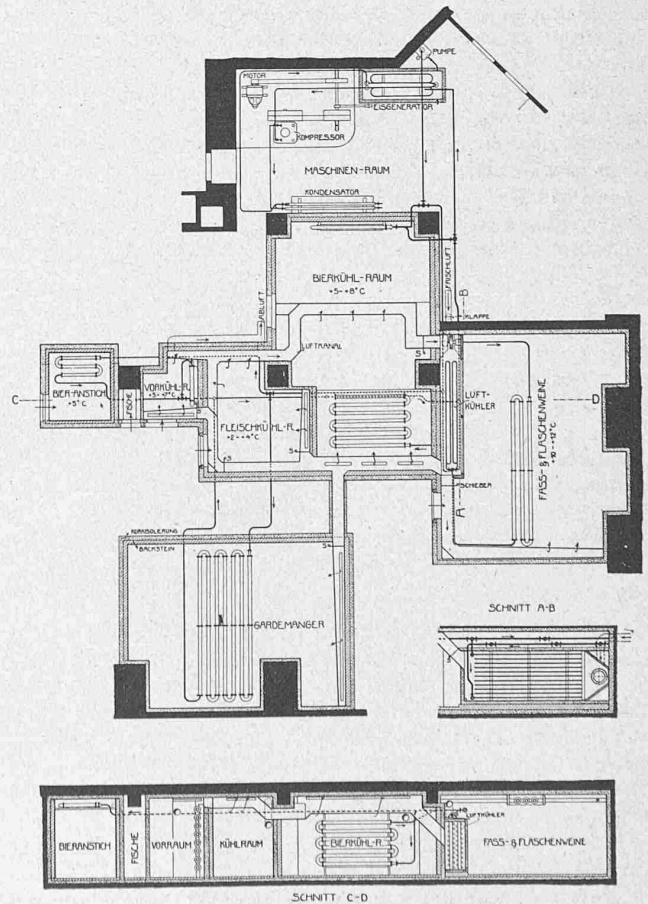 PUMPE
MOTOR
EISGENERATOR
KOMPRESSOR
MASCHINEN-RAUM
KONDENSATOR
BIERKÜHL-RAUM
+5-+8°C
ABLUFT
FRISCHLUFT
B
KLAPPE
LUFTKANAL
S
C
BIER-ANSTICH
+5°C
FISCHE
VORKÜHL-R.
FLEISCHKÜHL-R.
+2-+4°C
LUFT-
KÜHLER
D
FASS- & FLASCHENWEINE
+10-+12°C
S
S
SCHIEBER
A
KORKISOLIERUNG
BACKSTEIN
S
GARDEMANGER
SCHNITT A-B
S
LUFTKÜHLER
BIERANSTICH
FISCHE
VORRAUM
KÜHLRAUM
BIERKÜHL-R.
FASS- & FLASCHENWEINE
SCHNITT C-D